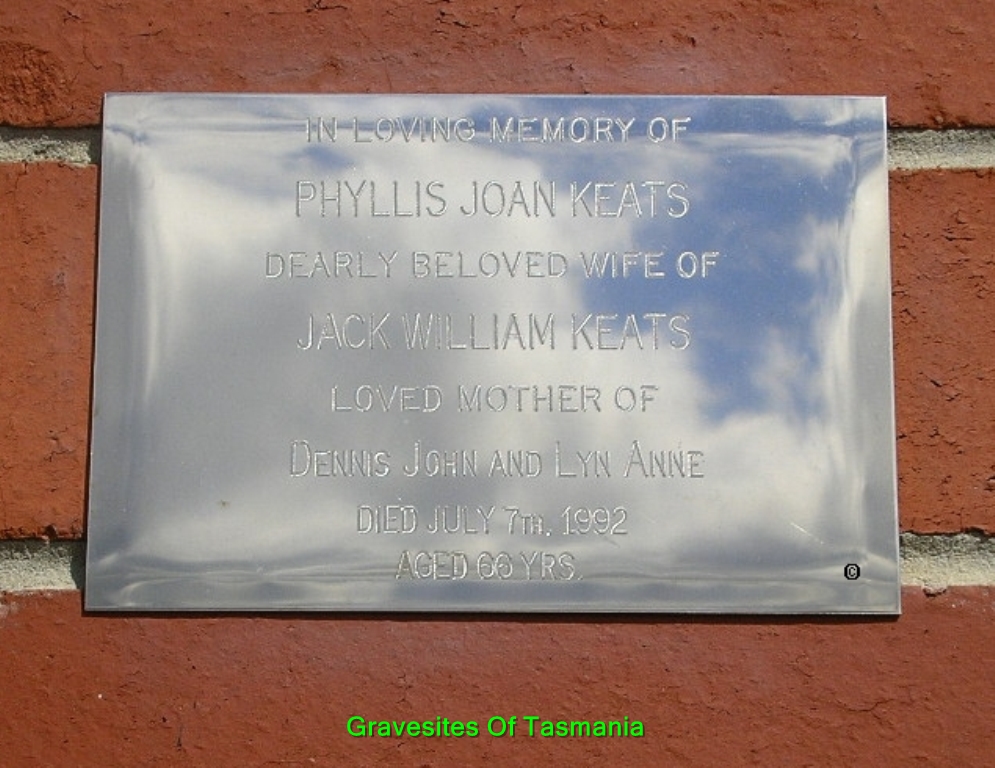 IN LOVING MEMORY OF
PHYLLIS JOAN KEATS
DEARLY BELOVED WIFE OF
JACK WILLIAM KEATS
LOVED MOTHER OF
DENNIS JOHN AND LYN ANNE
DIED JULY 7TH. 1992
AGED 66 YRS.
©
Gravesites Of Tasmania